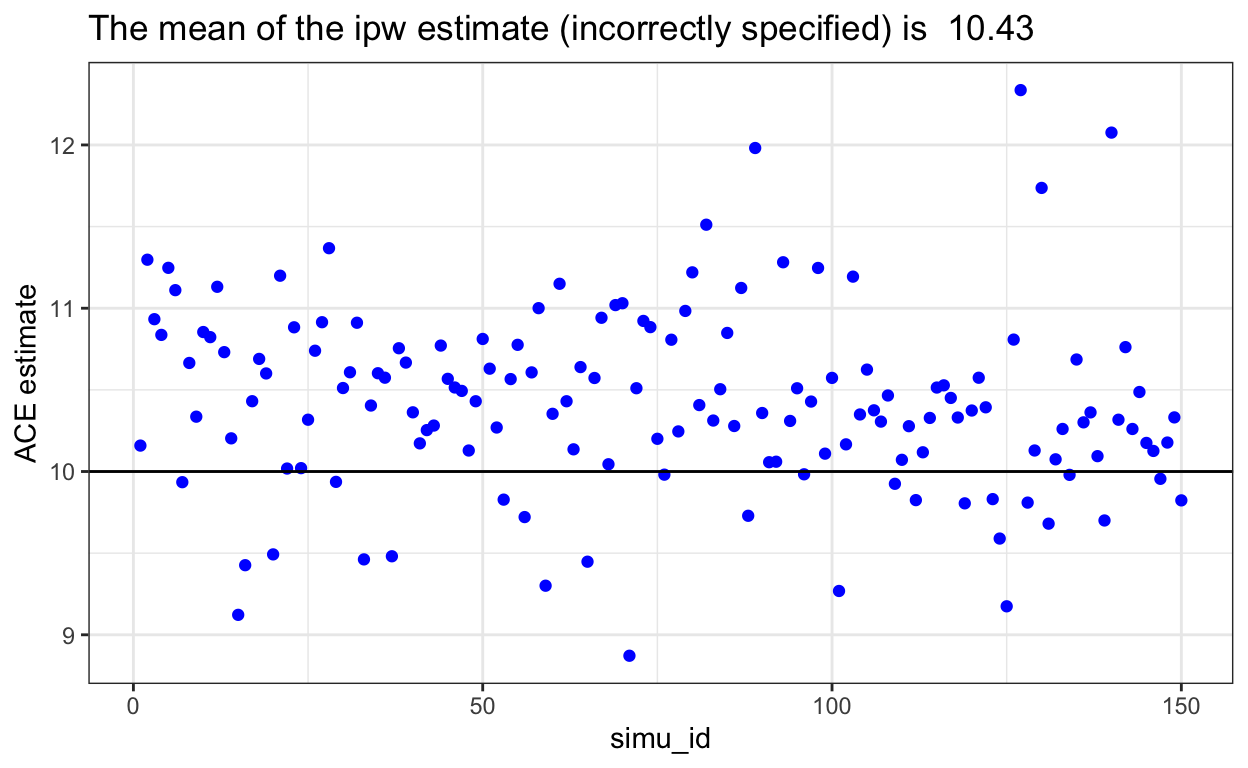 The mean of the ipw estimate (incorrectly specified) is  10.43
12
11
10
9
ACE estimate
0 50 100 150
simu_id